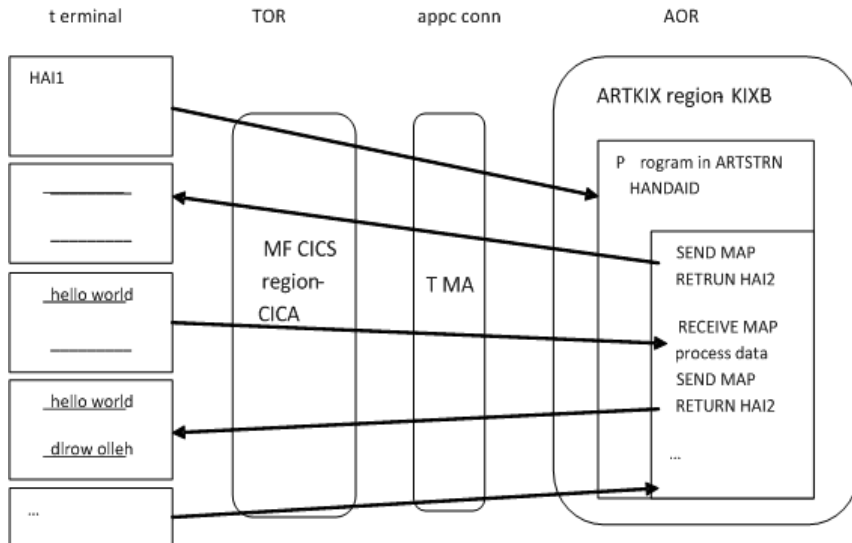 t erminal
TOR
appc conn
AOR
HAI1
hello world
hello world
dlrow olleh
...
MF CICS
region-
CICA
T MA
ARTKIX region- KIXB
P rogram in ARTSTRN
HANDAID
SEND MAP
RETRUN HAI2
RECEIVE MAP
process data
SEND MAP
RETURN HAI2
...